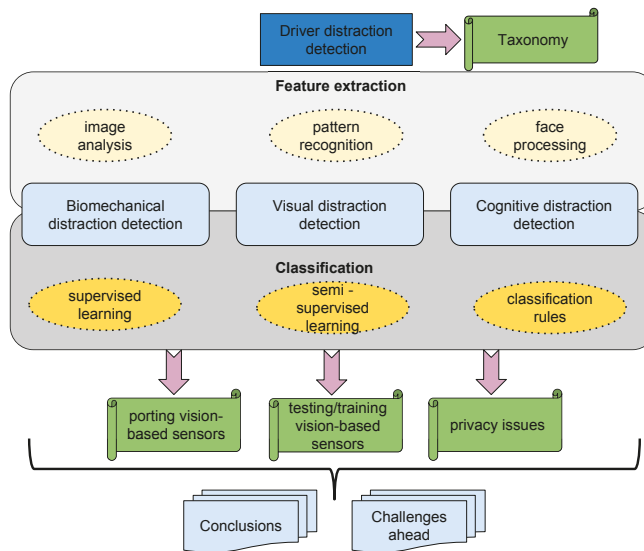 Driver distraction
detection
Taxonomy
Feature extraction
image
analysis
pattern
recognition
face
processing
Biomechanical
distraction detection
Visual distraction
detection
Cognitive distraction
detection
Classification
supervised
learning
semi -
supervised
learning
classification
rules
porting vision-
based sensors
testing/training
vision-based
sensors
privacy issues
Conclusions
Challenges
ahead